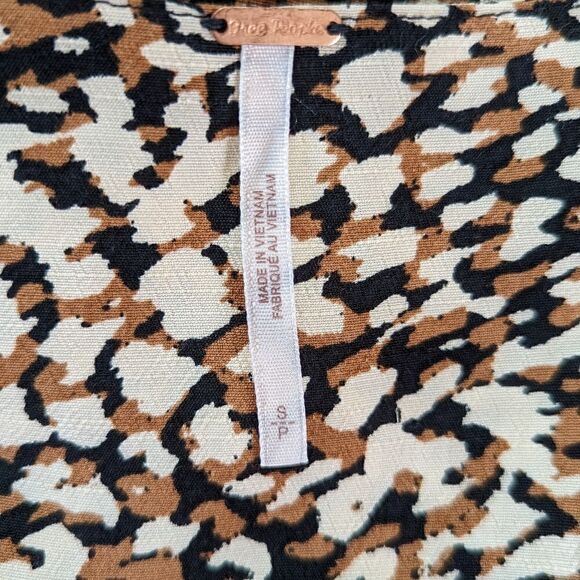 Free People
MADE IN VIETNAM
FABRIQUÉ AU VIETNAM
S
P